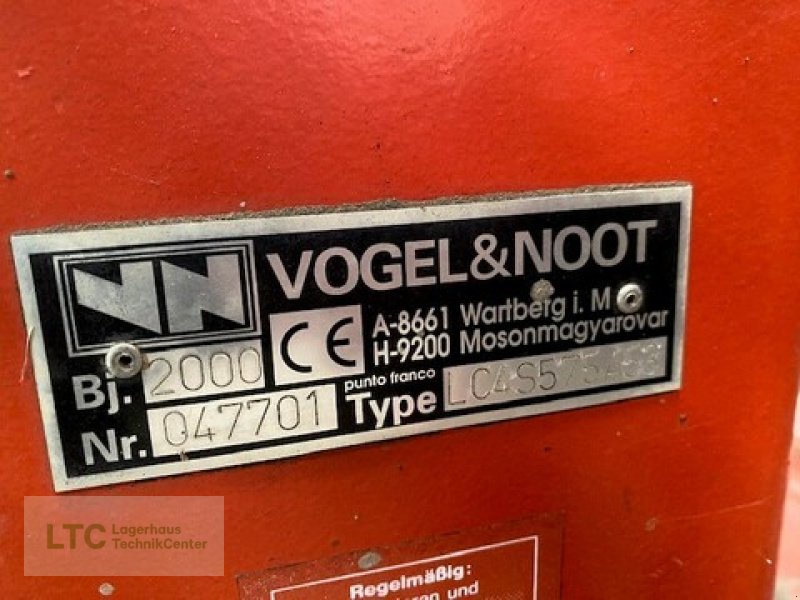 VN VOGEL&NOOT
CE
A-8661 Wartberg i. M
H-9200 Mosonmagyarovar
Bj. 2000
punto franco
Nr. 047701 Type
LTC Lagerhaus
TechnikCenter
Regelmäßig:
und